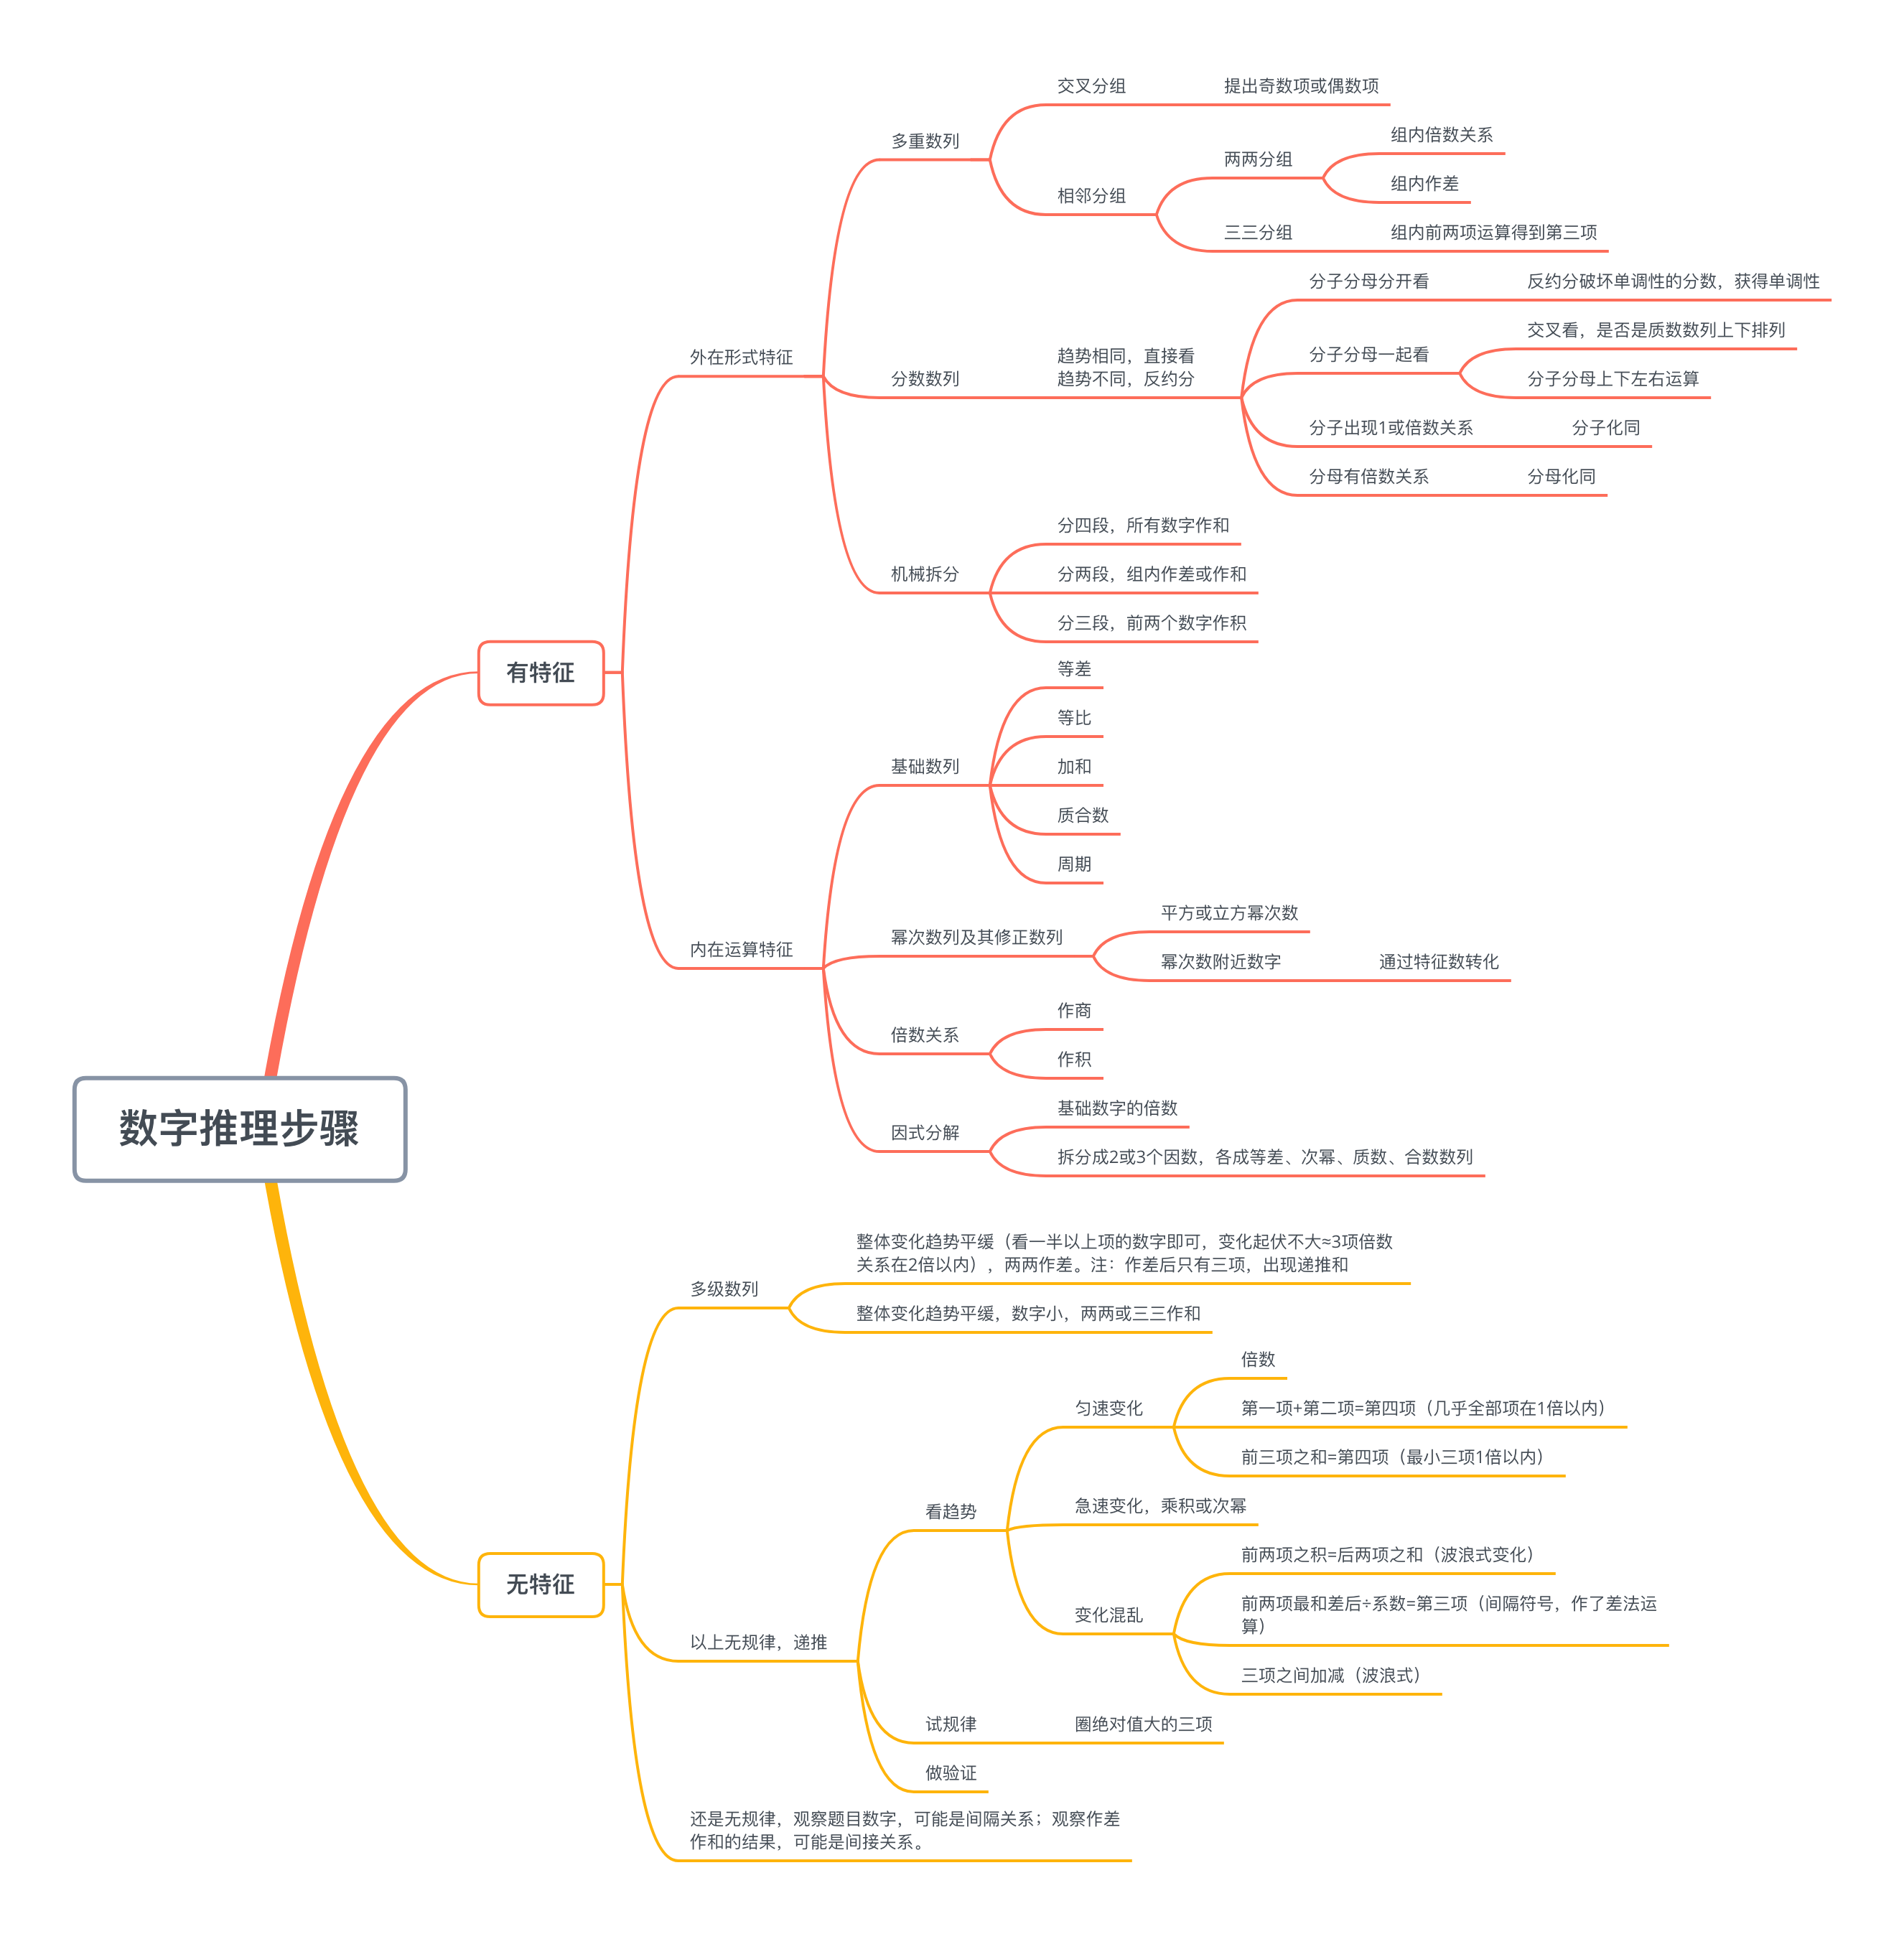 数字推理步骤
有特征
外在形式特征
多重数列
交叉分组
提出奇数项或偶数项
相邻分组
两两分组
组内倍数关系
组内作差
三三分组
组内前两项运算得到第三项
分数数列
趋势相同，直接看
趋势不同，反约分
分子分母分开看
反约分破坏单调性的分数，获得单调性
分子分母一起看
交叉看，是否是质数数列上下排列
分子分母上下左右运算
分子出现1或倍数关系
分子化同
分母有倍数关系
分母化同
机械拆分
分四段，所有数字作和
分两段，组内作差或作和
分三段，前两个数字作积
内在运算特征
基础数列
等差
等比
加和
质合数
周期
幂次数列及其修正数列
平方或立方幂次数
幂次数附近数字
通过特征数转化
倍数关系
作商
作积
因式分解
基础数字的倍数
拆分成2或3个因数，各成等差、次幂、质数、合数数列
无特征
多级数列
整体变化趋势平缓（看一半以上项的数字即可，变化起伏不大≈3项倍数
关系在2倍以内），两两作差。注：作差后只有三项，出现递推和
整体变化趋势平缓，数字小，两两或三三作和
以上无规律，递推
看趋势
匀速变化
倍数
第一项+第二项=第四项（几乎全部项在1倍以内）
前三项之和=第四项（最小三项1倍以内）
急速变化，乘积或次幂
变化混乱
前两项之积=后两项之和（波浪式变化）
前两项最和差后÷系数=第三项（间隔符号，作了差法运
算）
三项之间加减（波浪式）
试规律
圈绝对值大的三项
做验证
还是无规律，观察题目数字，可能是间隔关系；观察作差
作和的结果，可能是间接关系。